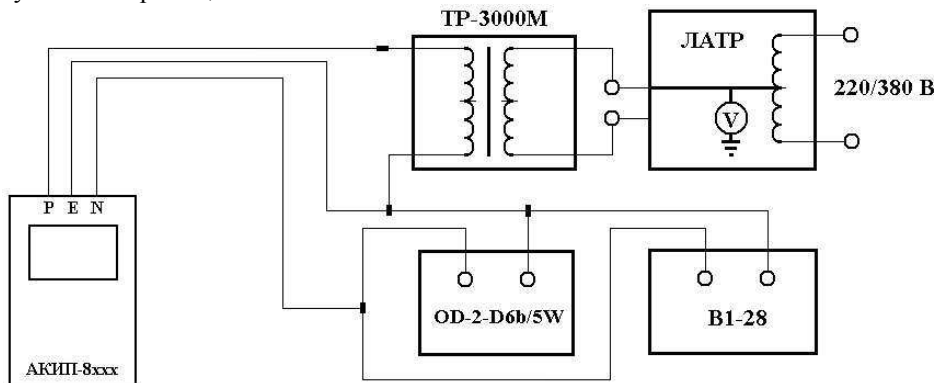 ТР-3000М
ЛАТР
220/380 В
V
P E N
OD-2-D6b/5W
В1-28
АКИП-8xxx